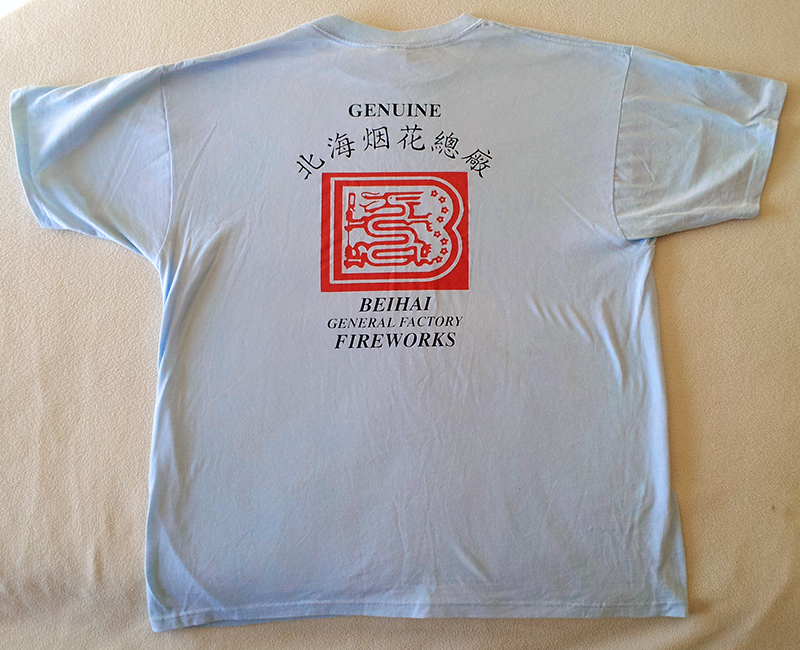 GENUINE
北海烟花總廠
BEIHAI
GENERAL FACTORY
FIREWORKS